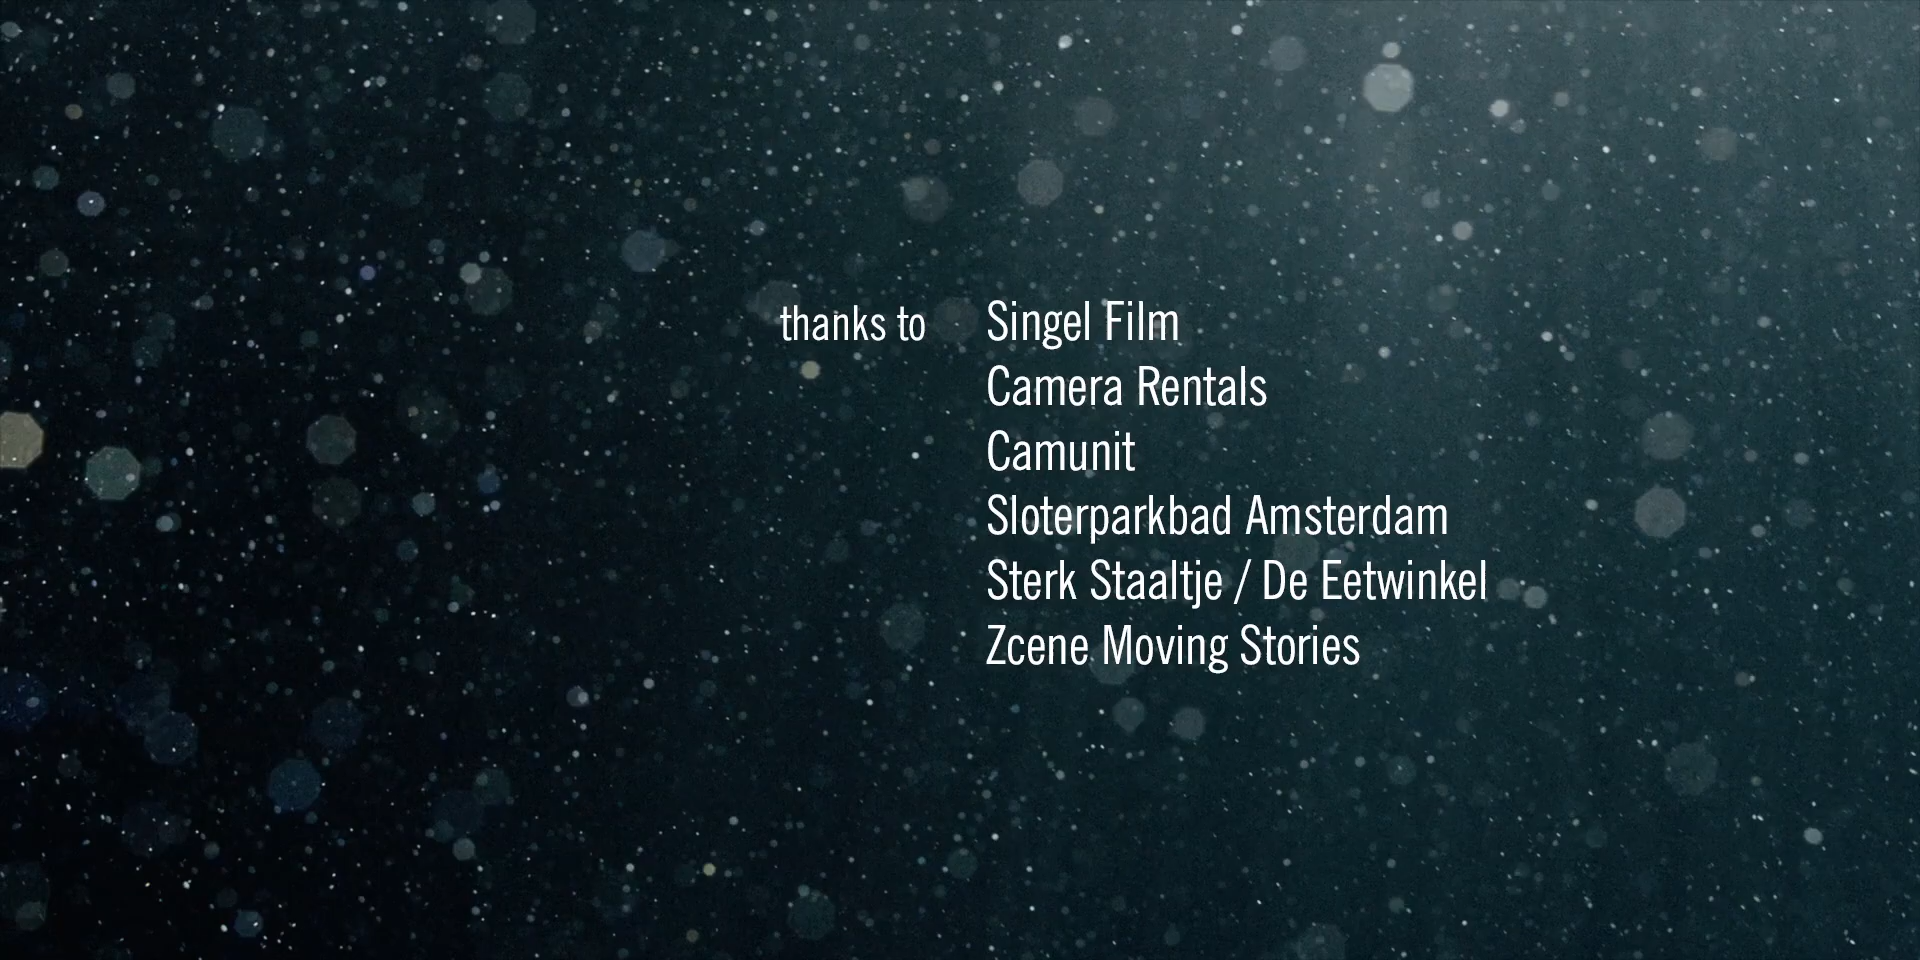 thanks to Singel Film
Camera Rentals
Camunit
Sloterparkbad Amsterdam
Sterk Staaltje / De Eetwinkel
Zcene Moving Stories